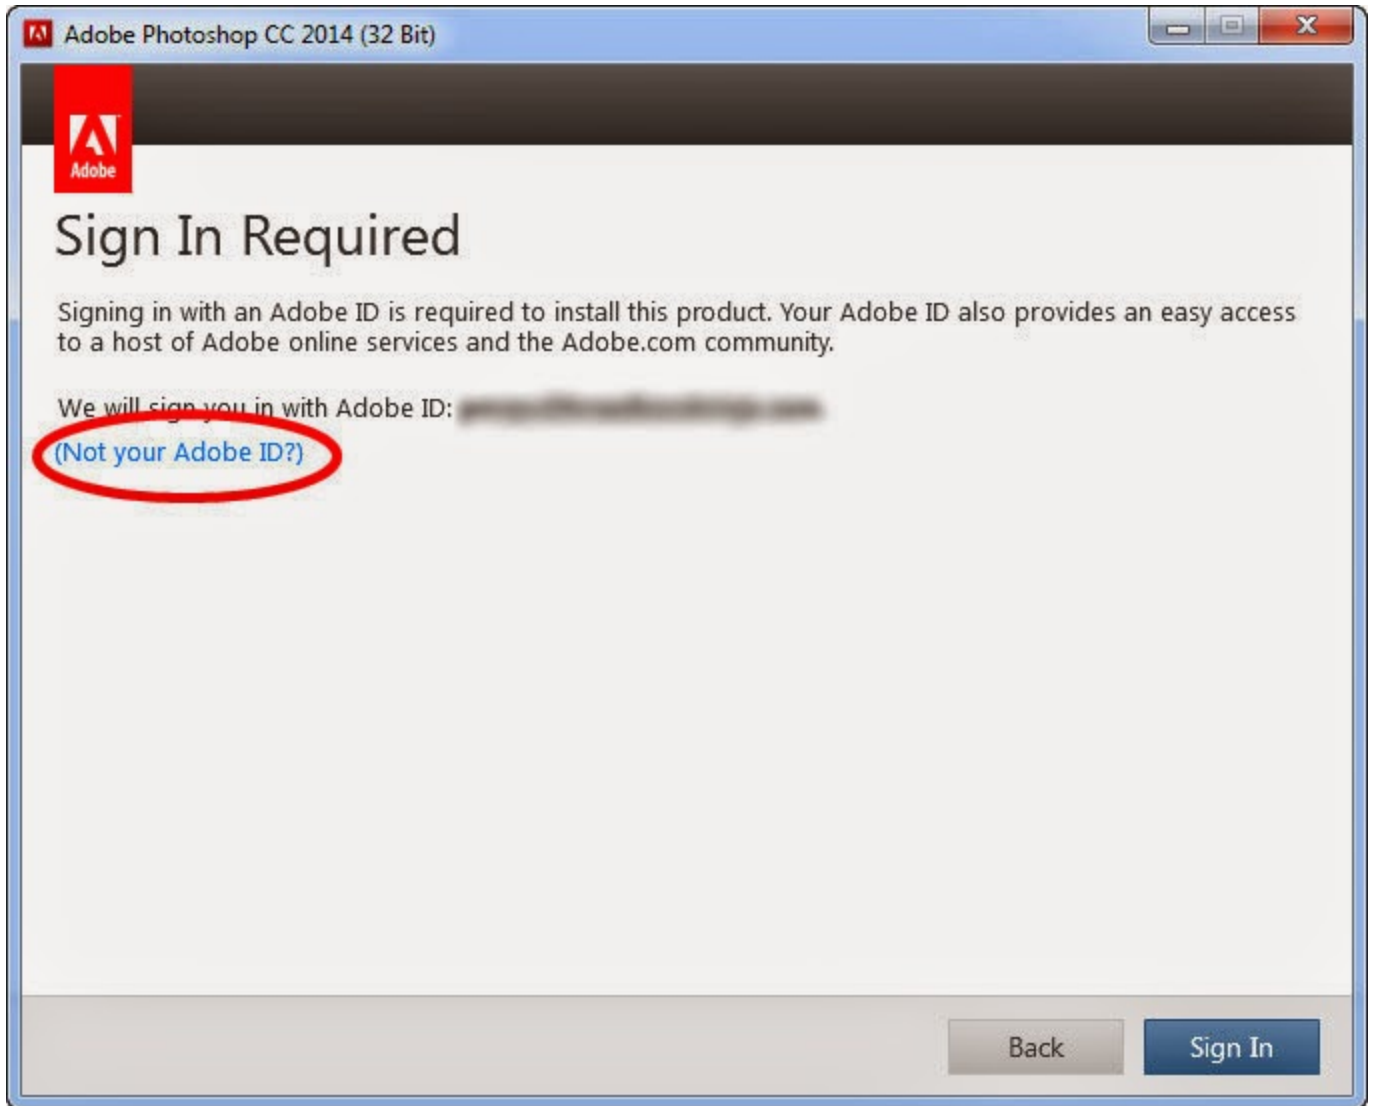 Adobe Photoshop CC 2014 (32 Bit)
Adobe
Sign In Required
Signing in with an Adobe ID is required to install this product. Your Adobe ID also provides an easy access
to a host of Adobe online services and the Adobe.com community.
We will sign you in with Adobe ID:
(Not your Adobe ID?)
Back
Sign In